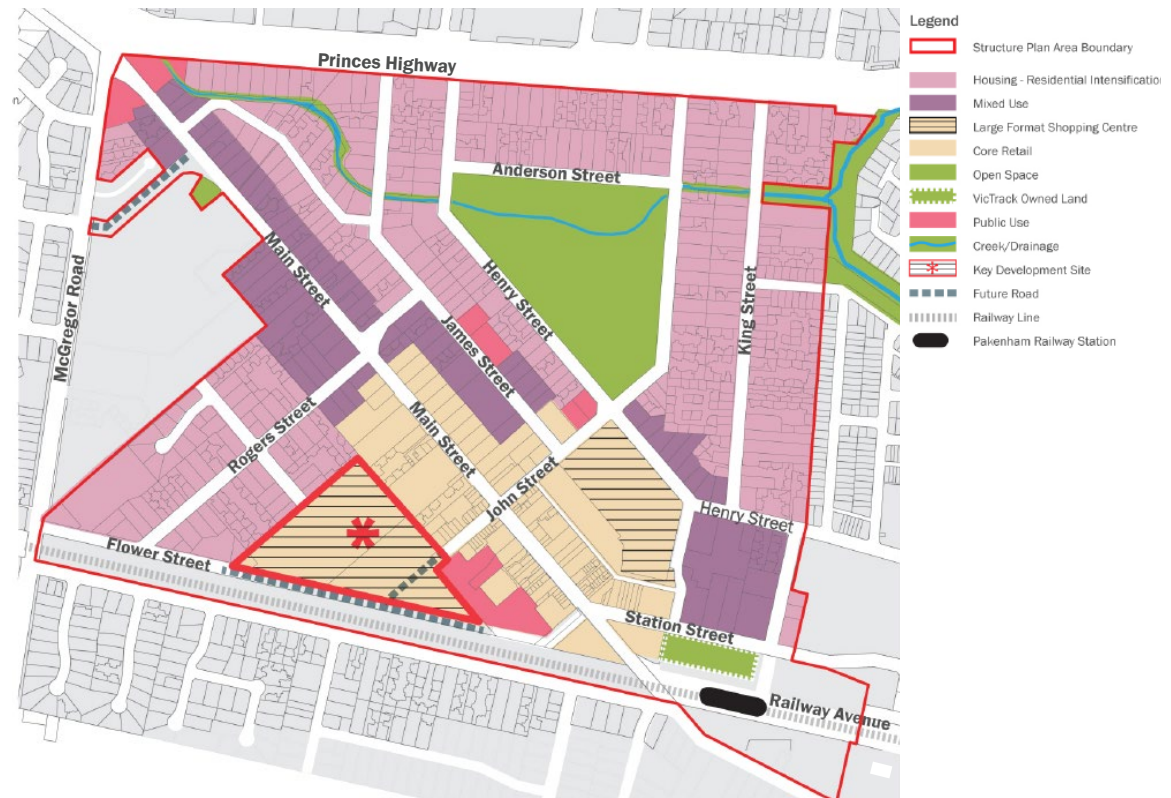 Legend
Structure Plan Area Boundary
Housing - Residential Intensification
Mixed Use
Large Format Shopping Centre
Core Retail
Open Space
VicTrack Owned Land
Public Use
Creek/Drainage
Key Development Site
Future Road
Railway Line
Pakenham Railway Station
Princes Highway
Anderson Street
Main Street
Henry Street
McGregor Road
King Street
James Street
Rogers Street
Main Street
John Street
Henry Street
Flower Street
Station Street
Railway Avenue